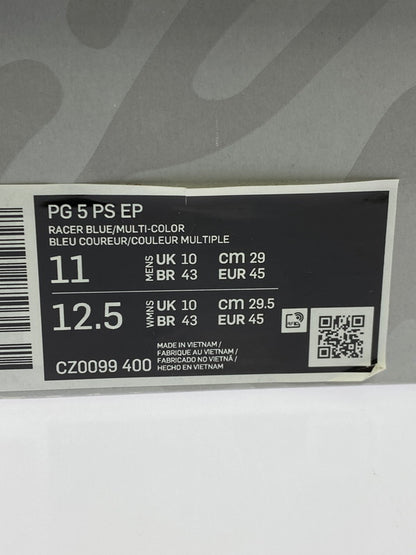 PG 5 PS EP
RACER BLUE/MULTI-COLOR
BLEU COUREUR/COULEUR MULTIPLE
11 MENS UK 10 cm 29
BR 43 EUR 45
12.5 WMNS UK 10 cm 29.5
BR 43 EUR 45
CZ0099 400
MADE IN VIETNAM /
FABRIQUE AU VIETNAM /
FABRICADO NO VIETNÃ /
HECHO EN VIETNAM